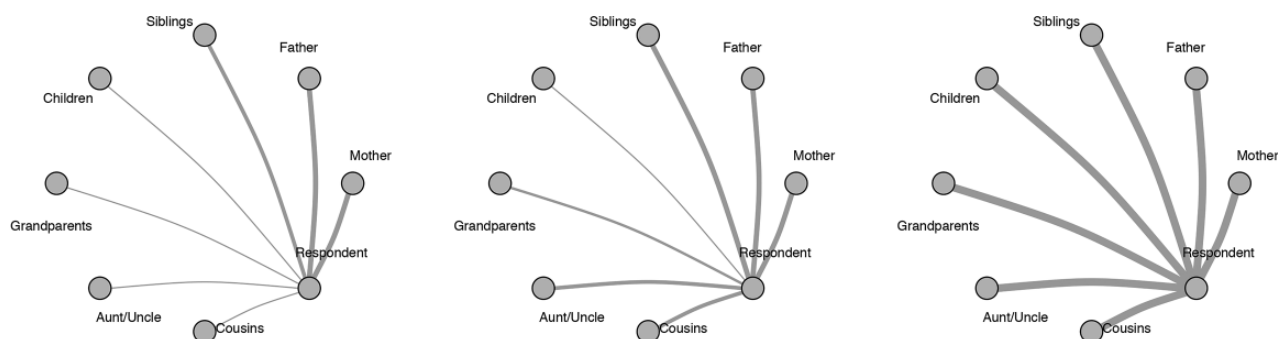 Siblings
Father
Children
Mother
Grandparents
Respondent
Aunt/Uncle
Cousins
Siblings
Father
Children
Mother
Grandparents
Respondent
Aunt/Uncle
Cousins
Siblings
Father
Children
Mother
Grandparents
Respondent
Aunt/Uncle
Cousins